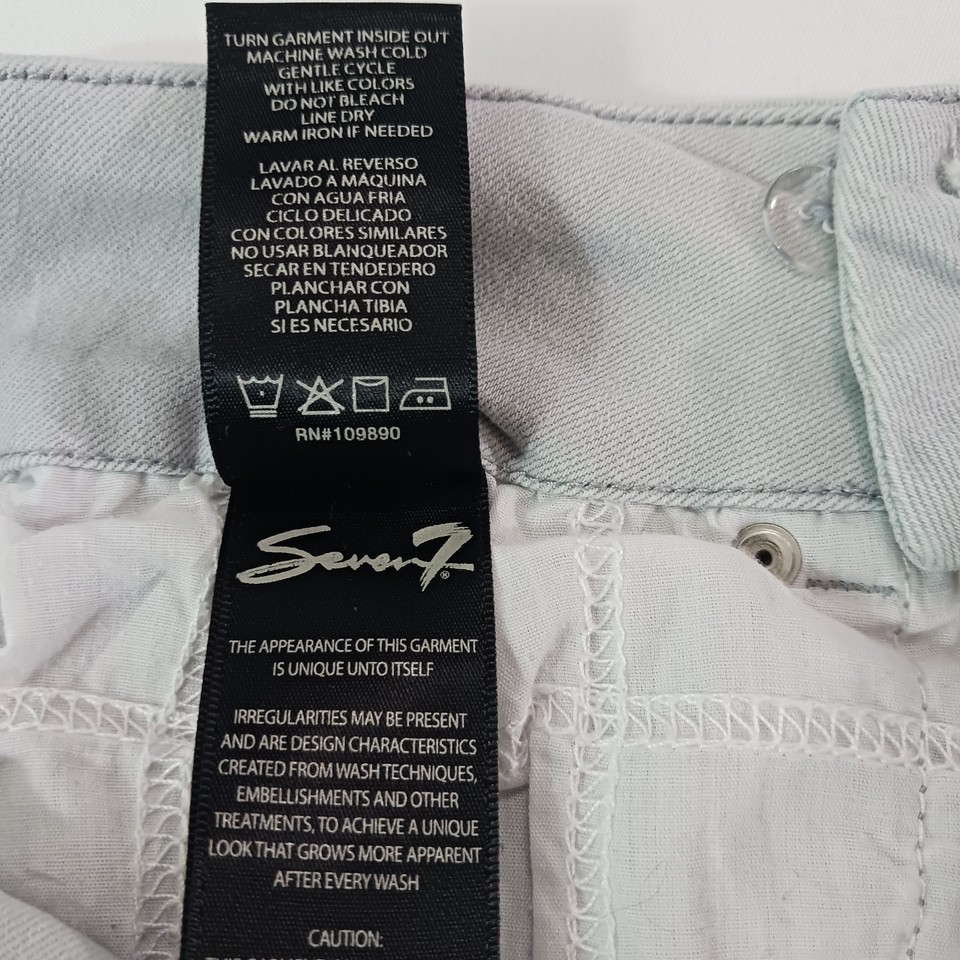 TURN GARMENT INSIDE OUT
MACHINE WASH COLD
GENTLE CYCLE
WITH LIKE COLORS
DO NOT BLEACH
LINE DRY
WARM IRON IF NEEDED
LAVAR AL REVERSO
LAVADO A MÁQUINA
CON AGUA FRIA
CICLO DELICADO
CON COLORES SIMILARES
NO USAR BLANQUEADOR
SECAR EN TENDEDERO
PLANCHAR CON
PLANCHA TIBIA
SI ES NECESARIO
RN#109890
Seven7®
THE APPEARANCE OF THIS GARMENT
IS UNIQUE UNTO ITSELF
IRREGULARITIES MAY BE PRESENT
AND ARE DESIGN CHARACTERISTICS
CREATED FROM WASH TECHNIQUES,
EMBELLISHMENTS AND OTHER
TREATMENTS, TO ACHIEVE A UNIQUE
LOOK THAT GROWS MORE APPARENT
AFTER EVERY WASH
CAUTION: